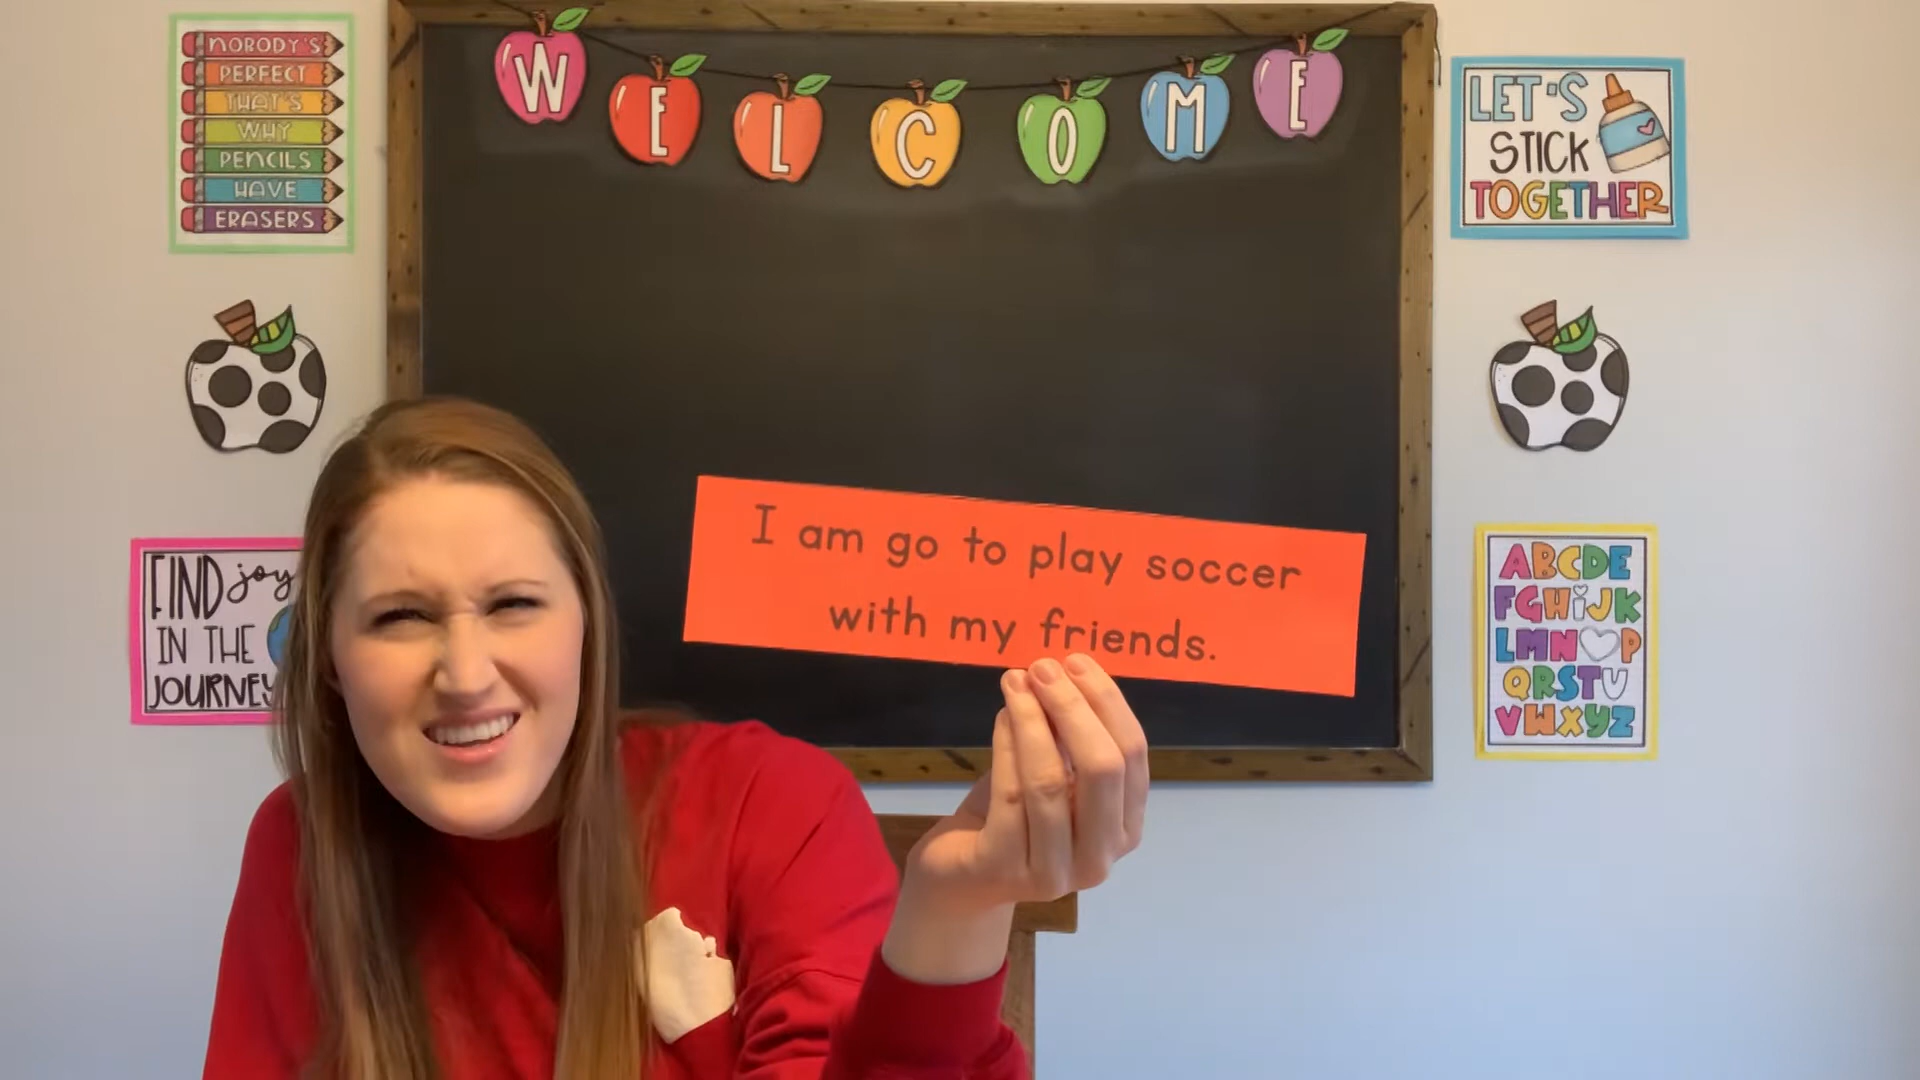 NOBODY'S
PERFECT
THAT'S
WHY
PENCILS
HAVE
ERASERS
WELCOME
LET'S
STICK
TOGETHER
FIND joy
IN THE
JOURNEY
I am go to play soccer
with my friends.
ABCDE
FGHIJK
LMN P
QRSTU
VWXYZ